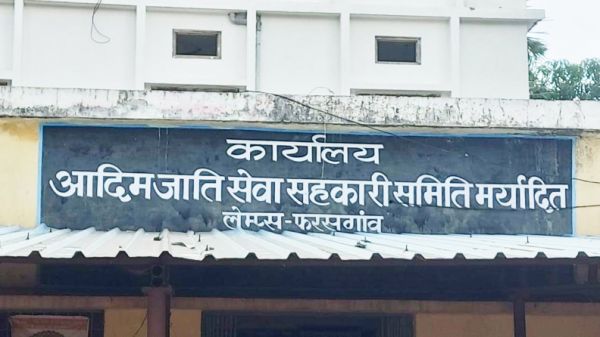 कार्यालय
आदिमजाति सेवा सहकारी समिति मर्यादित
लेम्प्स-फरसगांव